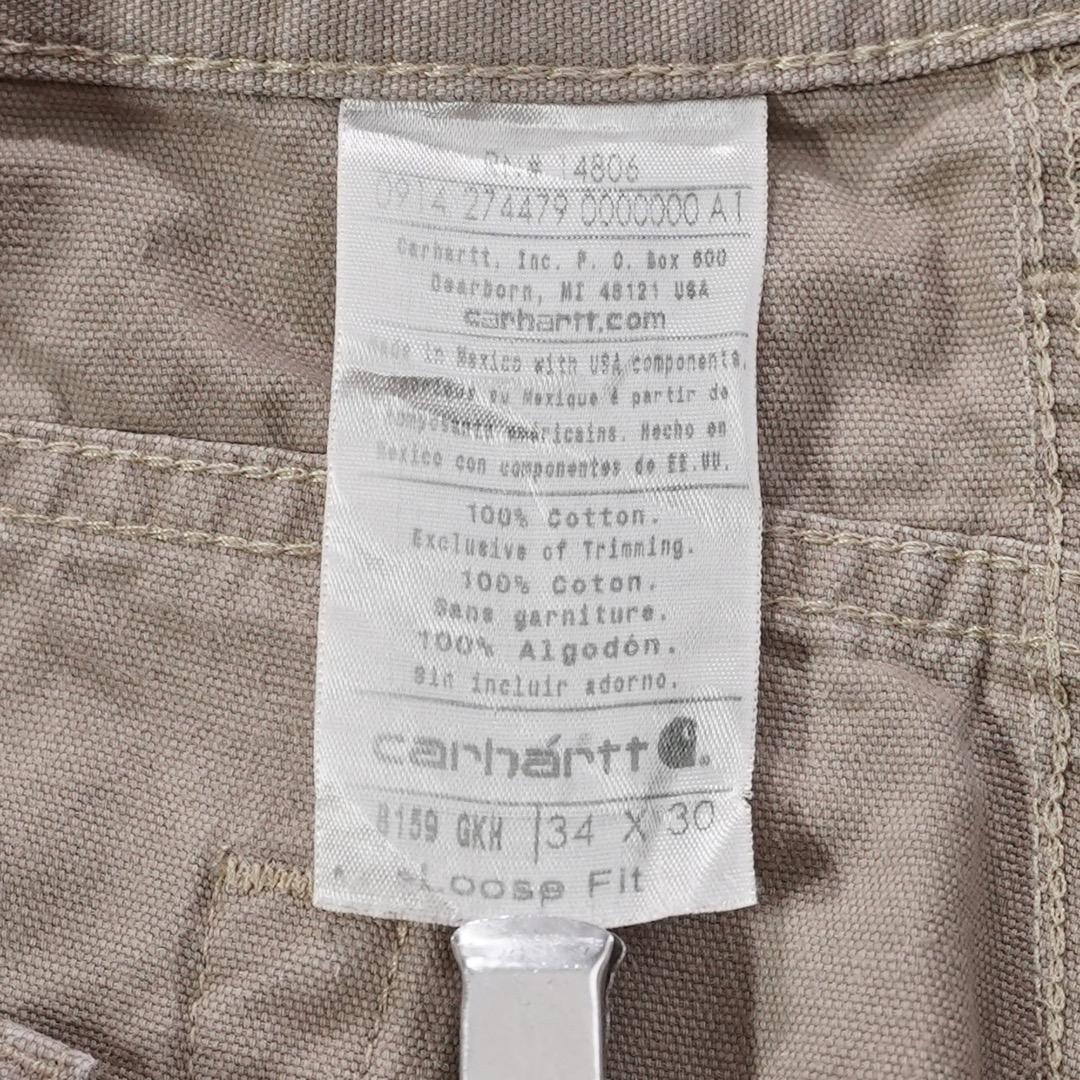 RN# 14806
0914 274479 0000000 A1
Carhartt, Inc. P. O. Box 600
Dearborn, MI 48121 USA
carhartt.com
Made in Mexico with USA components.
au Mexique á partir de
composants américains. Hecho en
Mexico con componentes de EE.UU.
100% Cotton.
Exclusive of Trimming.
100% Coton.
Sans garniture.
100% Algodón.
Sin incluir adorno.
carhartt
B159 GKH 34 X 30
Loose Fit